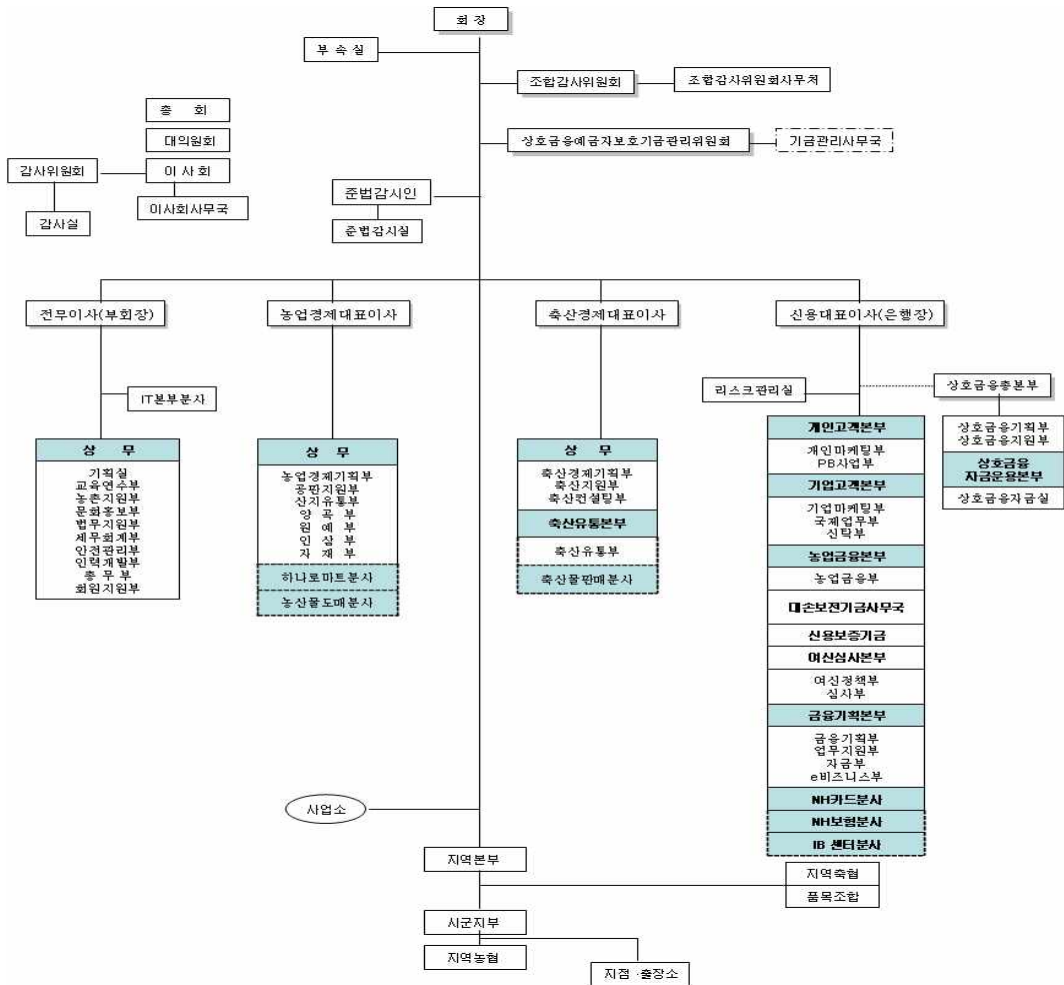 회 장
부 속 실
조합감사위원회
조합감사위원회사무처
총 회
대의원회
상호금융예금자보호기금관리위원회
기금관리사무국
감사위원회
이 사 회
감사실
이사회사무국
준법감시인
준법감시실
전무이사(부회장)
농업경제대표이사
축산경제대표이사
신용대표이사(은행장)
IT본부분사
리스크관리실
상호금융총본부
상 무
기획실
교육연수부
농촌지원부
문화홍보부
법무지원부
세무회계부
안전관리부
인력개발부
총 무 부
회원지원부
상 무
농업경제기획부
공판지원부
산지유통부
양 곡 부
원 예 부
인 삼 부
자 재 부
하나로마트분사
농산물도매분사
상 무
축산경제기획부
축산지원부
축산컨설팅부
축산유통본부
축산유통부
축산물판매분사
개인고객본부
개인마케팅부
PB사업부
기업고객본부
기업마케팅부
국제업무부
신탁부
농업금융본부
농업금융부
대손보전기금사무국
신용보증기금
여신심사본부
여신정책부
심사부
금융기획본부
금융기획부
업무지원부
자금부
e비즈니스부
NH카드분사
NH보험분사
IB 센터분사
상호금융기획부
상호금융지원부
상호금융
자금운용본부
상호금융자금실
사업소
지역본부
지역축협
품목조합
시군지부
지역농협
지점·출장소